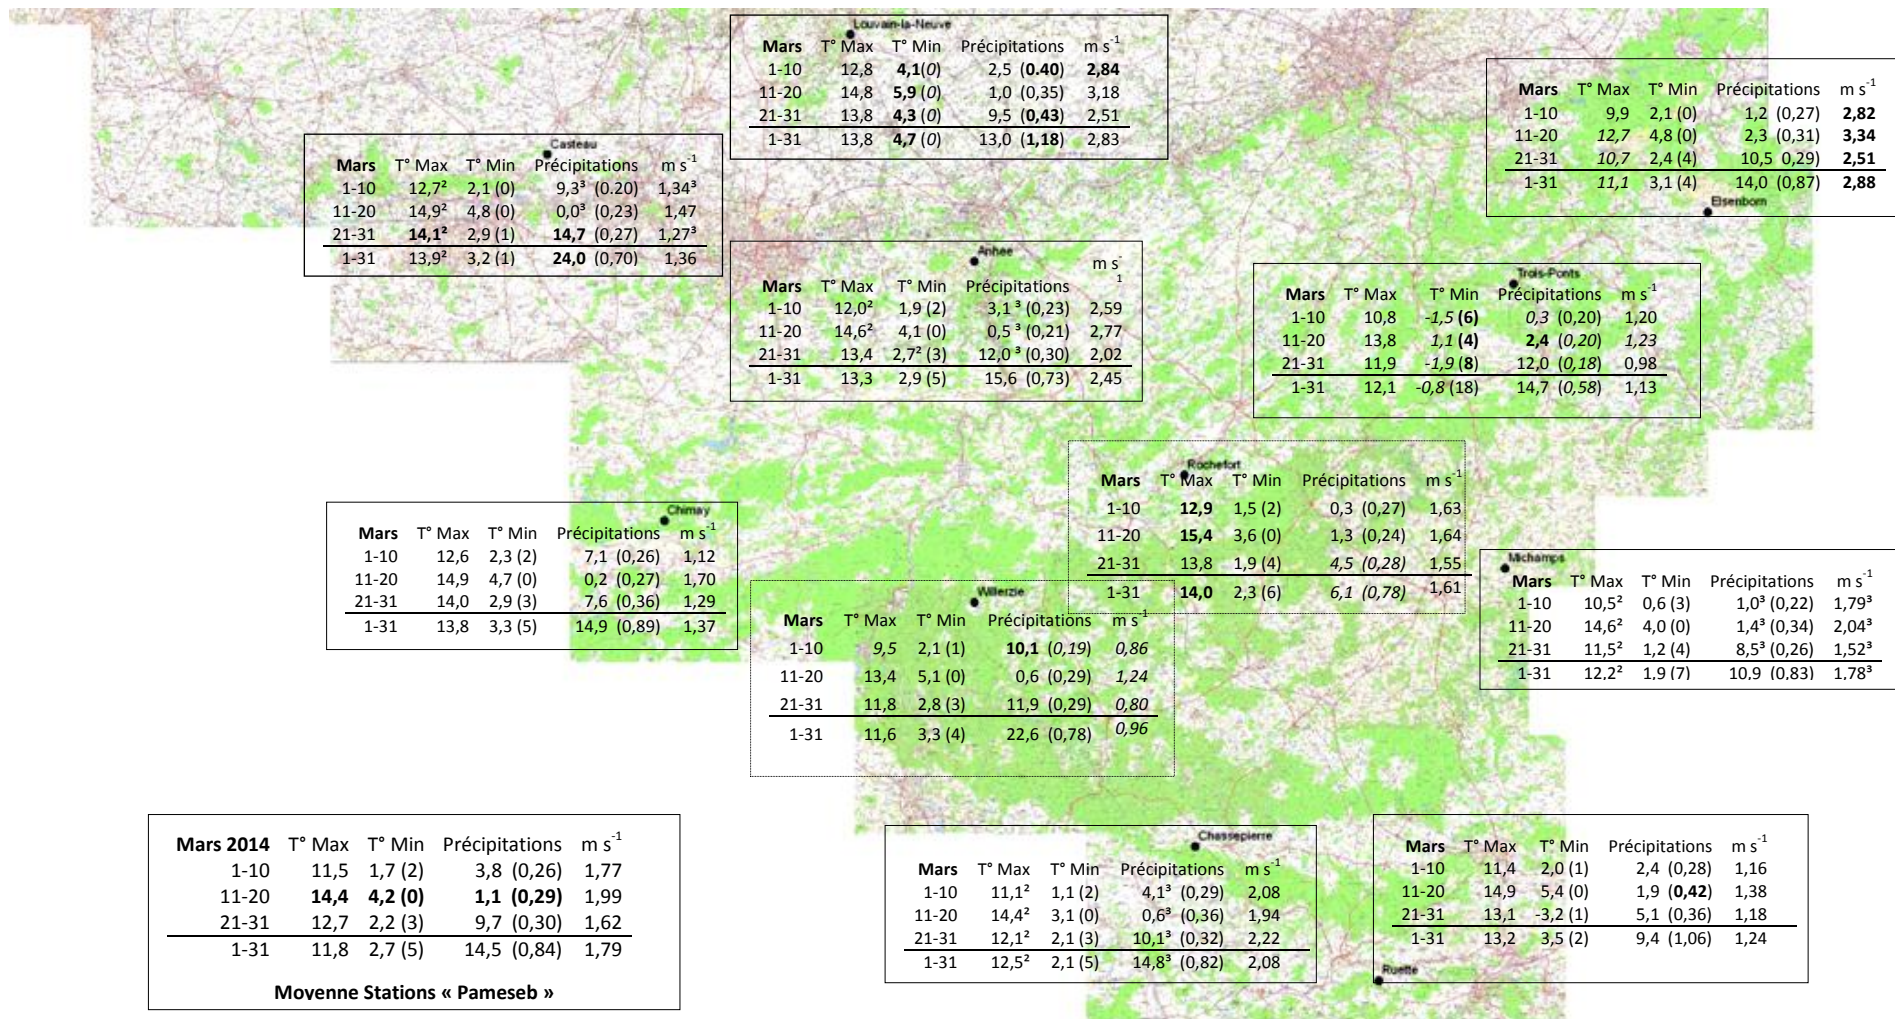 Louvain-la-Neuve
Mars T° Max T° Min Précipitations m s-1
1-10 12,8 4,1(0) 2,5 (0.40) 2,84
11-20 14,8 5,9 (0) 1,0 (0,35) 3,18
21-31 13,8 4,3 (0) 9,5 (0,43) 2,51
1-31 13,8 4,7 (0) 13,0 (1,18) 2,83
Mars T° Max T° Min Précipitations m s-1
1-10 9,9 2,1 (0) 1,2 (0,27) 2,82
11-20 12,7 4,8 (0) 2,3 (0,31) 3,34
21-31 10,7 2,4 (4) 10,5 0,29) 2,51
1-31 11,1 3,1 (4) 14,0 (0,87) 2,88
Elsenborn
Casteau
Mars T° Max T° Min Précipitations m s-1
1-10 12,7² 2,1 (0) 9,3³ (0.20) 1,34³
11-20 14,9² 4,8 (0) 0,0³ (0,23) 1,47
21-31 14,1² 2,9 (1) 14,7 (0,27) 1,27³
1-31 13,9² 3,2 (1) 24,0 (0,70) 1,36
Anhee
Mars T° Max T° Min Précipitations m s-1
1-10 12,0² 1,9 (2) 3,1 ³ (0,23) 2,59
11-20 14,6² 4,1 (0) 0,5 ³ (0,21) 2,77
21-31 13,4 2,7² (3) 12,0 ³ (0,30) 2,02
1-31 13,3 2,9 (5) 15,6 (0,73) 2,45
Trois-Ponts
Mars T° Max T° Min Précipitations m s-1
1-10 10,8 -1,5 (6) 0,3 (0,20) 1,20
11-20 13,8 1,1 (4) 2,4 (0,20) 1,23
21-31 11,9 -1,9 (8) 12,0 (0,18) 0,98
1-31 12,1 -0,8 (18) 14,7 (0,58) 1,13
Rochefort
Mars T° Max T° Min Précipitations m s-1
1-10 12,9 1,5 (2) 0,3 (0,27) 1,63
11-20 15,4 3,6 (0) 1,3 (0,24) 1,64
21-31 13,8 1,9 (4) 4,5 (0,28) 1,55
1-31 14,0 2,3 (6) 6,1 (0,78) 1,61
Chimay
Mars T° Max T° Min Précipitations m s-1
1-10 12,6 2,3 (2) 7,1 (0,26) 1,12
11-20 14,9 4,7 (0) 0,2 (0,27) 1,70
21-31 14,0 2,9 (3) 7,6 (0,36) 1,29
1-31 13,8 3,3 (5) 14,9 (0,89) 1,37
Michamps
Mars T° Max T° Min Précipitations m s-1
1-10 10,5² 0,6 (3) 1,0³ (0,22) 1,79³
11-20 14,6² 4,0 (0) 1,4³ (0,34) 2,04³
21-31 11,5² 1,2 (4) 8,5³ (0,26) 1,52³
1-31 12,2² 1,9 (7) 10,9 (0,83) 1,78³
Willerzie
Mars T° Max T° Min Précipitations m s-1
1-10 9,5 2,1 (1) 10,1 (0,19) 0,86
11-20 13,4 5,1 (0) 0,6 (0,29) 1,24
21-31 11,8 2,8 (3) 11,9 (0,29) 0,80
1-31 11,6 3,3 (4) 22,6 (0,78) 0,96
Mars 2014 T° Max T° Min Précipitations m s-1
1-10 11,5 1,7 (2) 3,8 (0,26) 1,77
11-20 14,4 4,2 (0) 1,1 (0,29) 1,99
21-31 12,7 2,2 (3) 9,7 (0,30) 1,62
1-31 11,8 2,7 (5) 14,5 (0,84) 1,79
Moyenne Stations « Pameseb »
Chassepierre
Mars T° Max T° Min Précipitations m s-1
1-10 11,1² 1,1 (2) 4,1³ (0,29) 2,08
11-20 14,4² 3,1 (0) 0,6³ (0,36) 1,94
21-31 12,1² 2,1 (3) 10,1³ (0,32) 2,22
1-31 12,5² 2,1 (5) 14,8³ (0,82) 2,08
Mars T° Max T° Min Précipitations m s-1
1-10 11,4 2,0 (1) 2,4 (0,28) 1,16
11-20 14,9 5,4 (0) 1,9 (0,42) 1,38
21-31 13,1 -3,2 (1) 5,1 (0,36) 1,18
1-31 13,2 3,5 (2) 9,4 (1,06) 1,24
Ruette